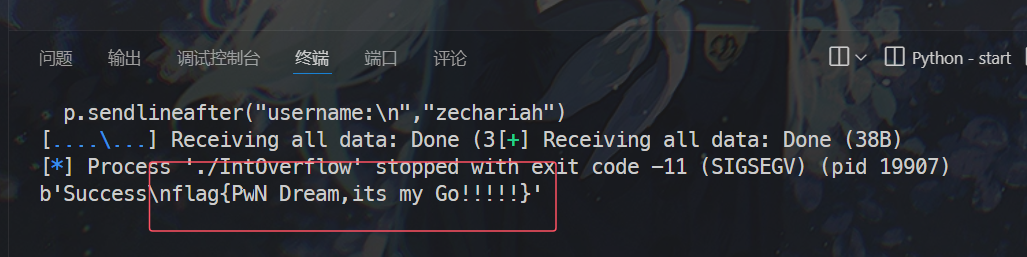 问题 输出 调试控制台 终端 端口 评论 Python - start
p.sendlineafter("username:\n","zechariah")
[....\...] Receiving all data: Done (3[+] Receiving all data: Done (38B)
[*] Process './IntOverflow' stopped with exit code -11 (SIGSEGV) (pid 19907)
b'Success\nflag{PwN Dream,its my Go!!!!!}'